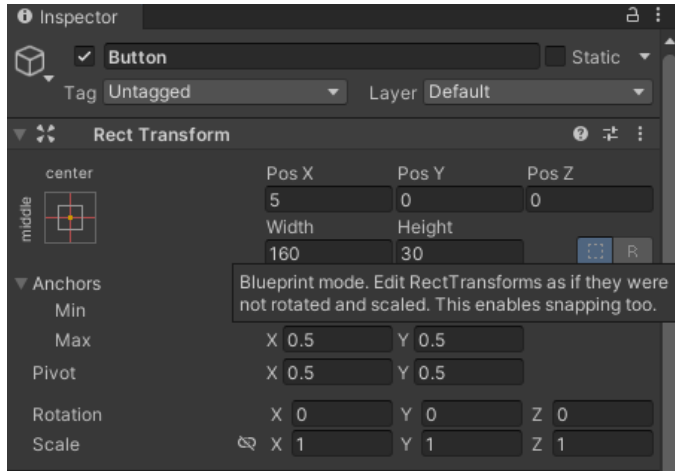 Inspector
Button
Static
Tag Untagged Layer Default
Rect Transform
center
middle
Pos X Pos Y Pos Z
5 0 0
Width Height
160 30
R
Blueprint mode. Edit RectTransforms as if they were
not rotated and scaled. This enables snapping too.
Anchors
Min
Max X 0.5 Y 0.5
Pivot X 0.5 Y 0.5
Rotation X 0 Y 0 Z 0
Scale X 1 Y 1 Z 1